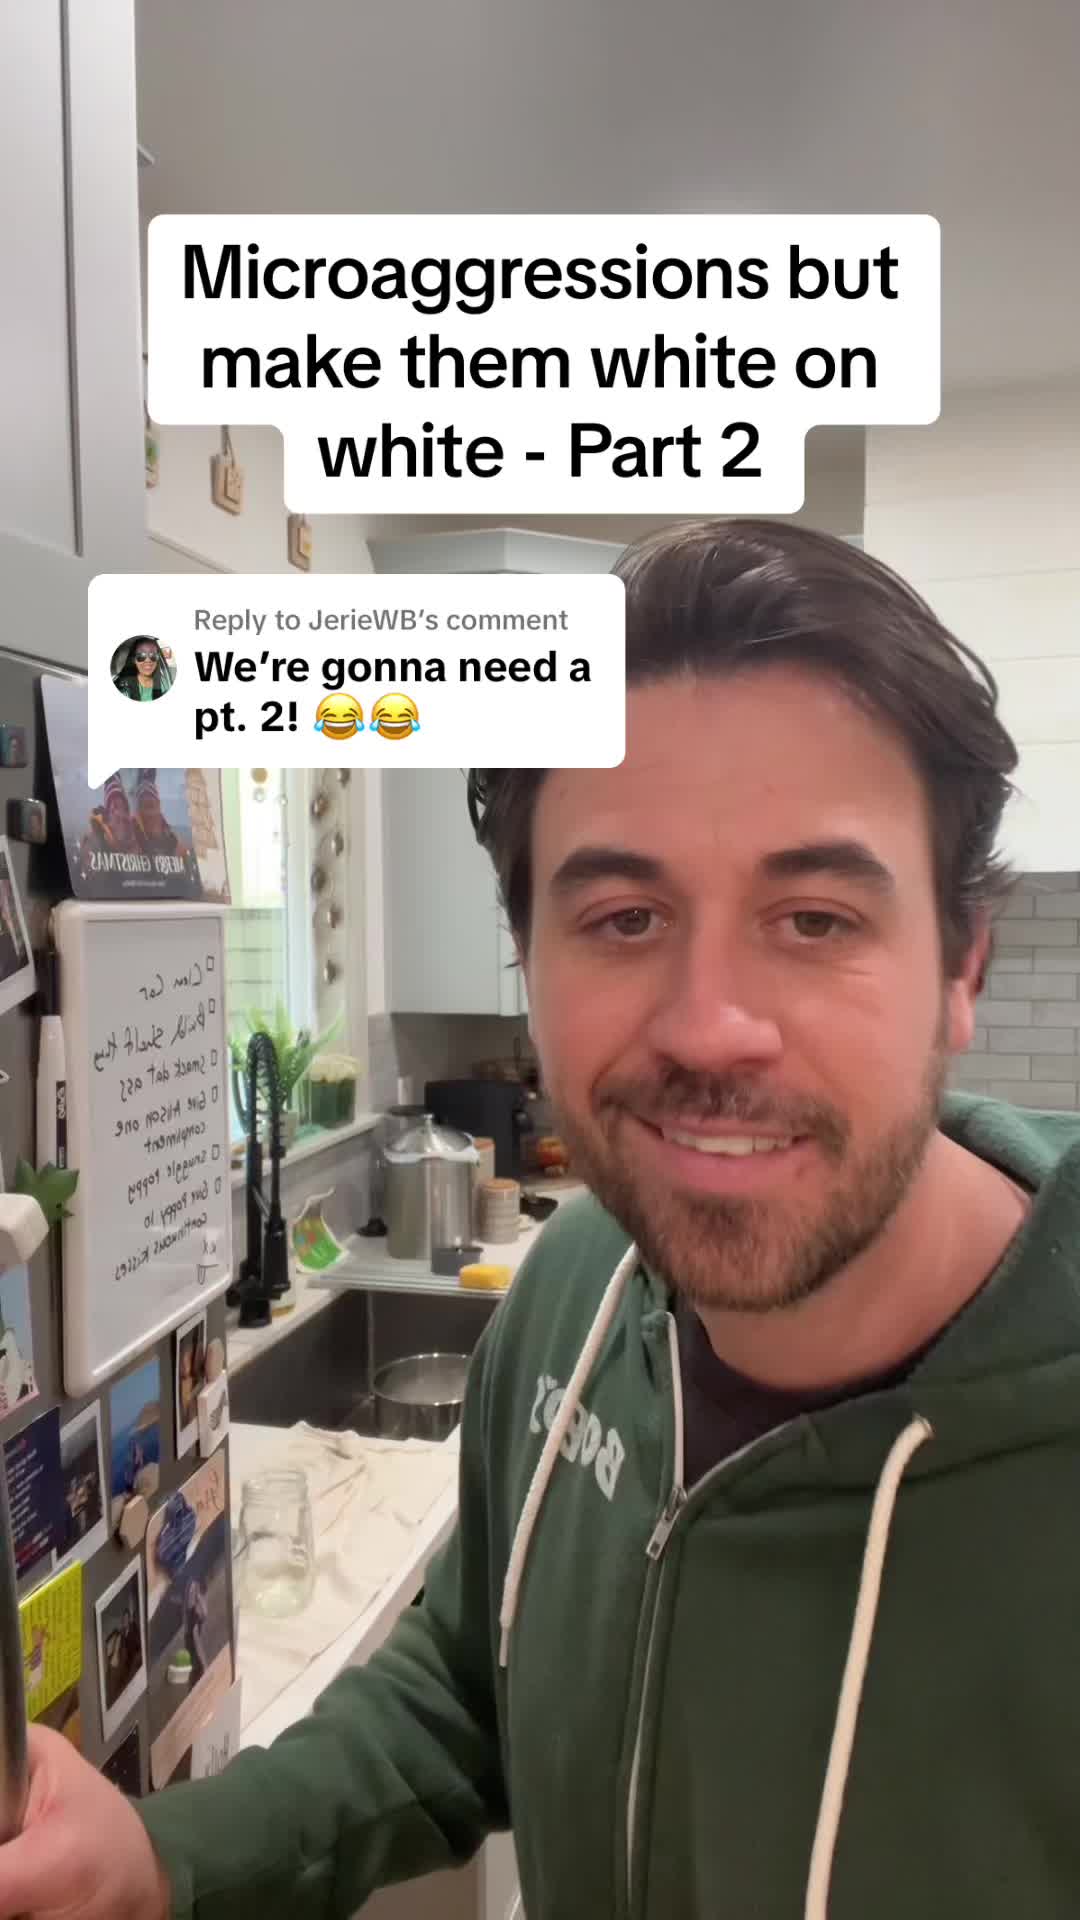 Microaggressions but
make them white on
white - Part 2
Reply to JerieWB's comment
We're gonna need a
pt. 2! 😂😂
MERRY CHRISTMAS
Clean Car
Build Shelf thng
smack dat ass
Give Alison one
compliment
snuggle Poppy
Give Poppy 10
continuous kisses